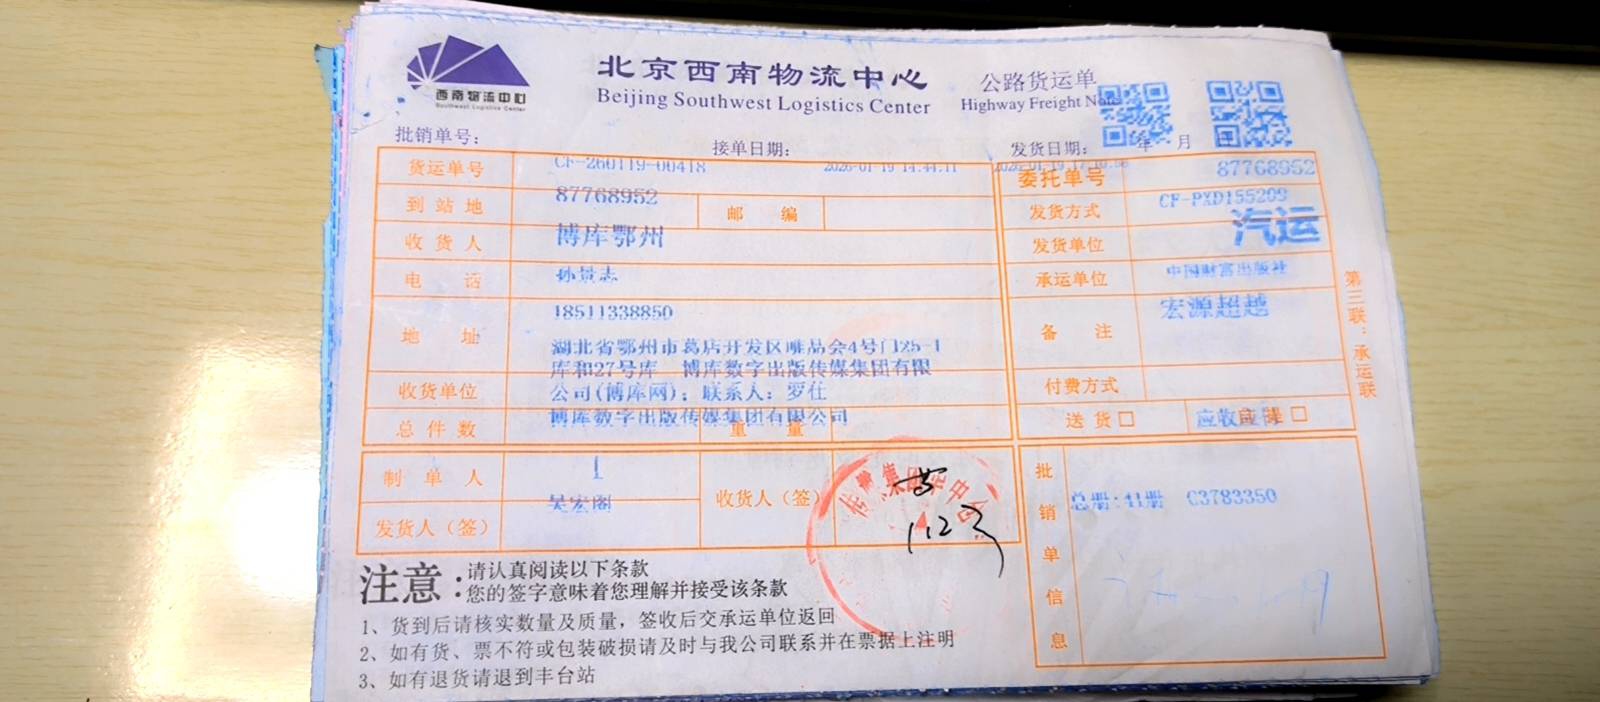 西南物流中心
Southwest Logistics Center
北京西南物流中心
Beijing Southwest Logistics Center
公路货运单
Highway Freight Note
批销单号:
接单日期:
发货日期: 年 月
货运单号 CF-260119-00418 2026-01-19 14:44:11
委托单号 87768952
到站地 87768952 邮编
发货方式 CF-PXD155209
汽运
收货人 博库鄂州
发货单位
电话 孙景志
承运单位 中国财富出版社
地址 18511338850
备注 宏源超越
湖北省鄂州市葛店开发区唯品会4号门25-1
库和27号库 博库数字出版传媒集团有限
收货单位 公司(博库网); 联系人: 罗仕
付费方式
博库数字出版传媒集团有限公司
总件数 重量
送货□ 应收 □
制单人 1
吴宏阁
收货人(签)
发货人(签)
批销单信息
总册:41册 C3783350
第三联:承运联
注意:
请认真阅读以下条款
您的签字意味着您理解并接受该条款
1、货到后请核实数量及质量,签收后交承运单位返回
2、如有货、票不符或包装破损请及时与我公司联系并在票据上注明
3、如有退货请退到丰台站